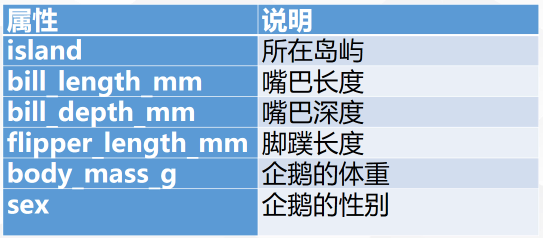 属性 说明
island 所在岛屿
bill_length_mm 嘴巴长度
bill_depth_mm 嘴巴深度
flipper_length_mm 脚蹼长度
body_mass_g 企鹅的体重
sex 企鹅的性别